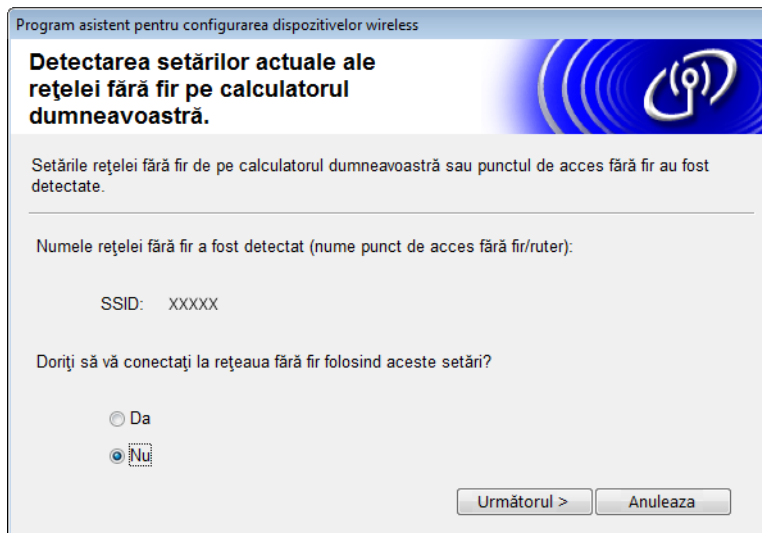 Program asistent pentru configurarea dispozitivelor wireless
Detectarea setărilor actuale ale
reţelei fără fir pe calculatorul
dumneavoastră.
Setările reţelei fără fir de pe calculatorul dumneavoastră sau punctul de acces fără fir au fost
detectate.
Numele reţelei fără fir a fost detectat (nume punct de acces fără fir/ruter):
SSID: XXXXX
Doriţi să vă conectaţi la reţeaua fără fir folosind aceste setări?
Da
Nu
Următorul > Anuleaza